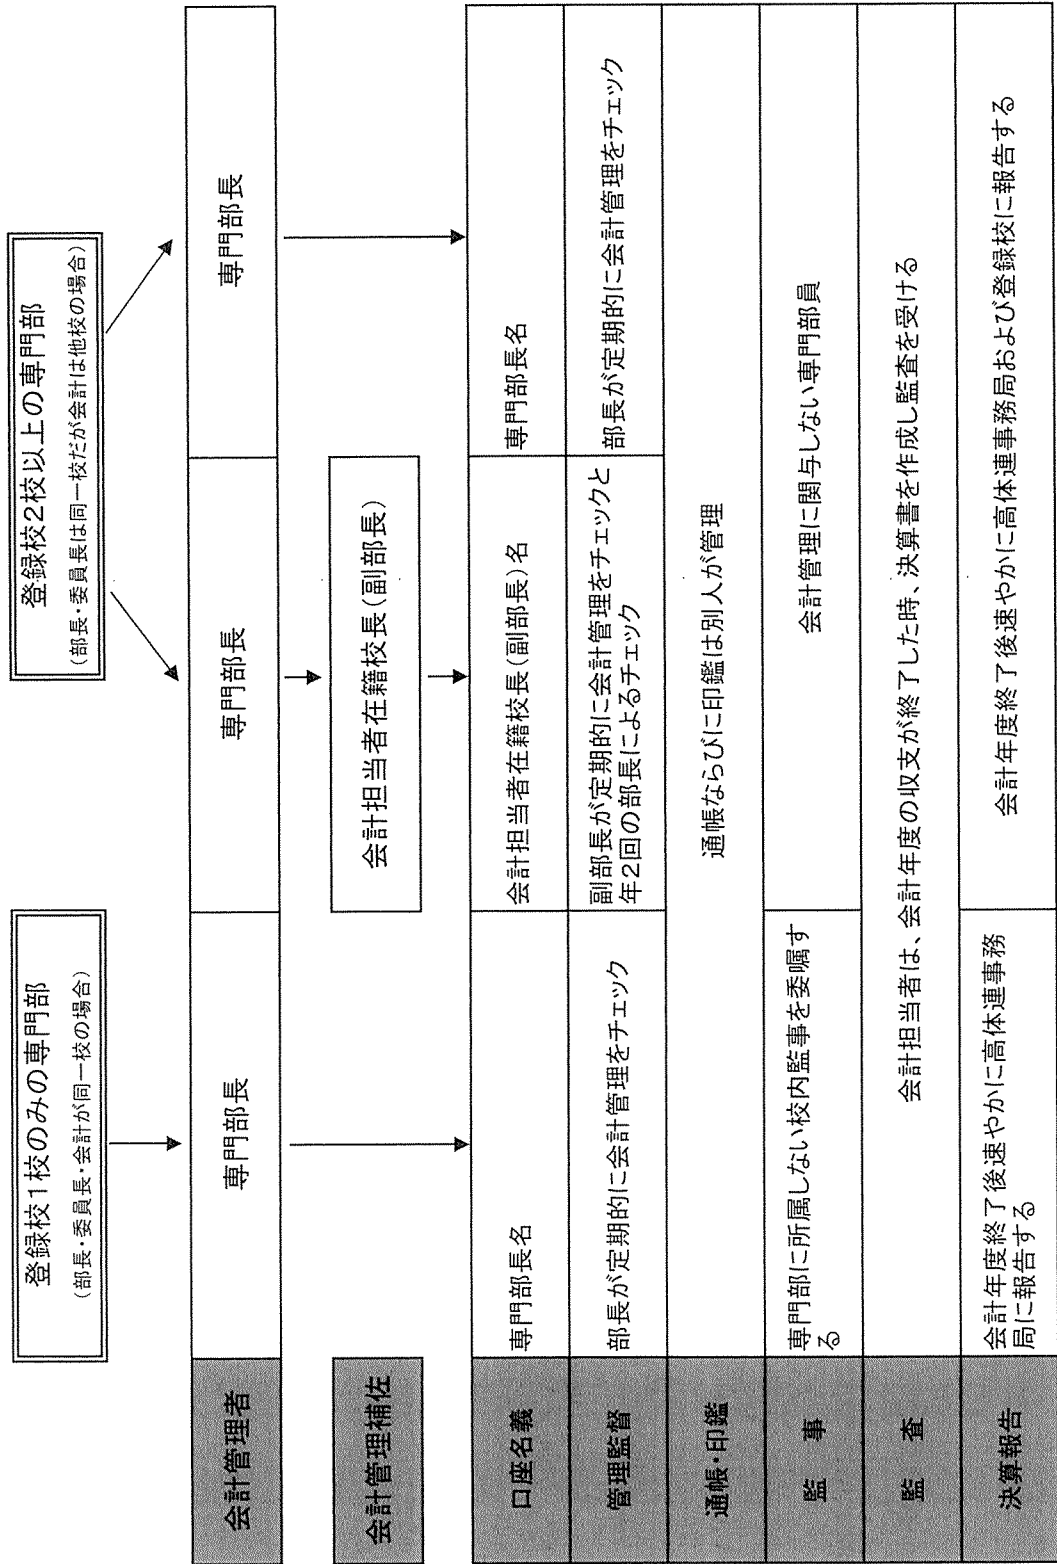 登録校1校のみの専門部
(部長・委員長・会計が同一校の場合)
登録校2校以上の専門部
(部長・委員長は同一校だが会計は他校の場合)
会計管理者
専門部長
専門部長
専門部長
会計管理補佐
会計担当者在籍校長(副部長)
口座名義
専門部長名
会計担当者在籍校長(副部長)名
専門部長名
管理監督
部長が定期的に会計管理をチェック
副部長が定期的に会計管理をチェックと
年2回の部長によるチェック
部長が定期的に会計管理をチェック
通帳・印鑑
通帳ならびに印鑑は別人が管理
監 事
専門部に所属しない校内監事を委嘱す
る
会計管理に関与しない専門部員
監 査
会計担当者は、会計年度の収支が終了した時、決算書を作成し監査を受ける
決算報告
会計年度終了後速やかに高体連事務
局に報告する
会計年度終了後速やかに高体連事務局および登録校に報告する